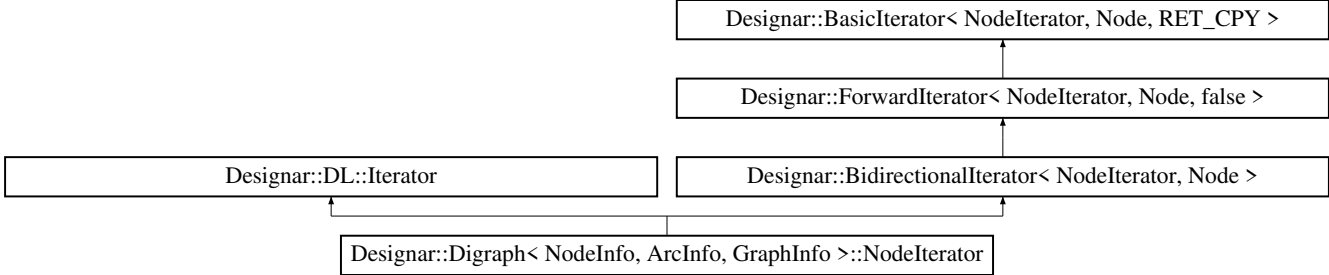 Designar::BasicIterator< NodeIterator, Node, RET_CPY >
Designar::ForwardIterator< NodeIterator, Node, false >
Designar::DL::Iterator
Designar::BidirectionalIterator< NodeIterator, Node >
Designar::Digraph< NodeInfo, ArcInfo, GraphInfo >::NodeIterator